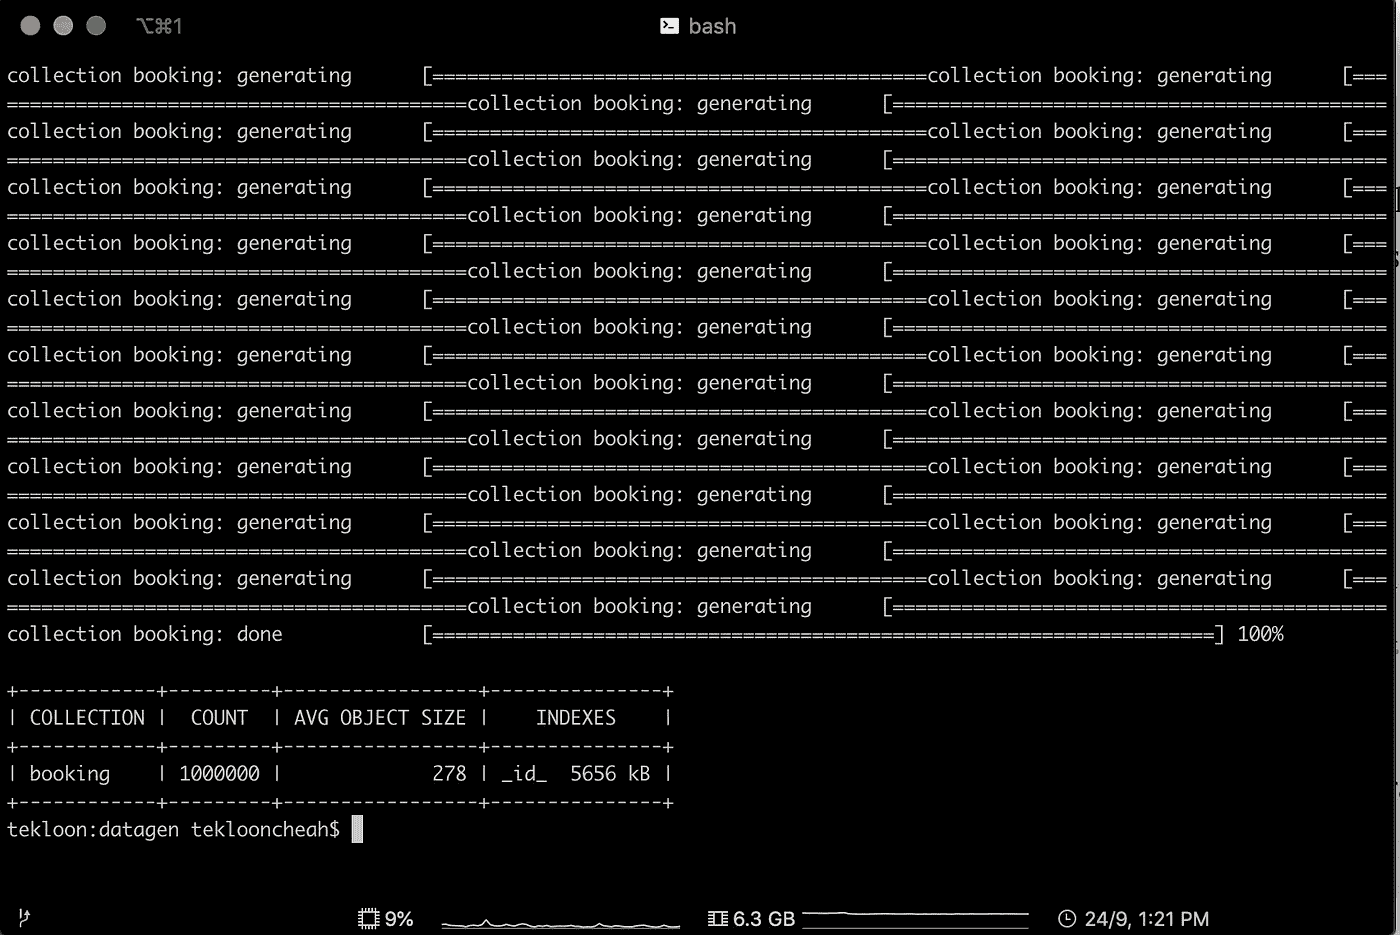 ⌥⌘1 bash
collection booking: generating      [===========================================collection booking: generating      [===
========================================collection booking: generating      [===========================================
collection booking: generating      [===========================================collection booking: generating      [===
========================================collection booking: generating      [===========================================
collection booking: generating      [===========================================collection booking: generating      [===
========================================collection booking: generating      [===========================================
collection booking: generating      [===========================================collection booking: generating      [===
========================================collection booking: generating      [===========================================
collection booking: generating      [===========================================collection booking: generating      [===
========================================collection booking: generating      [===========================================
collection booking: generating      [===========================================collection booking: generating      [===
========================================collection booking: generating      [===========================================
collection booking: generating      [===========================================collection booking: generating      [===
========================================collection booking: generating      [===========================================
collection booking: generating      [===========================================collection booking: generating      [===
========================================collection booking: generating      [===========================================
collection booking: generating      [===========================================collection booking: generating      [===
========================================collection booking: generating      [===========================================
collection booking: generating      [===========================================collection booking: generating      [===
========================================collection booking: generating      [===========================================
collection booking: done            [====================================================================] 100%
+------------+---------+-----------------+---------------+
| COLLECTION |  COUNT  | AVG OBJECT SIZE |    INDEXES    |
+------------+---------+-----------------+---------------+
| booking    | 1000000 |             278 | _id_  5656 kB |
+------------+---------+-----------------+---------------+
tekloon:datagen teklooncheah$
9% 6.3 GB 24/9, 1:21 PM